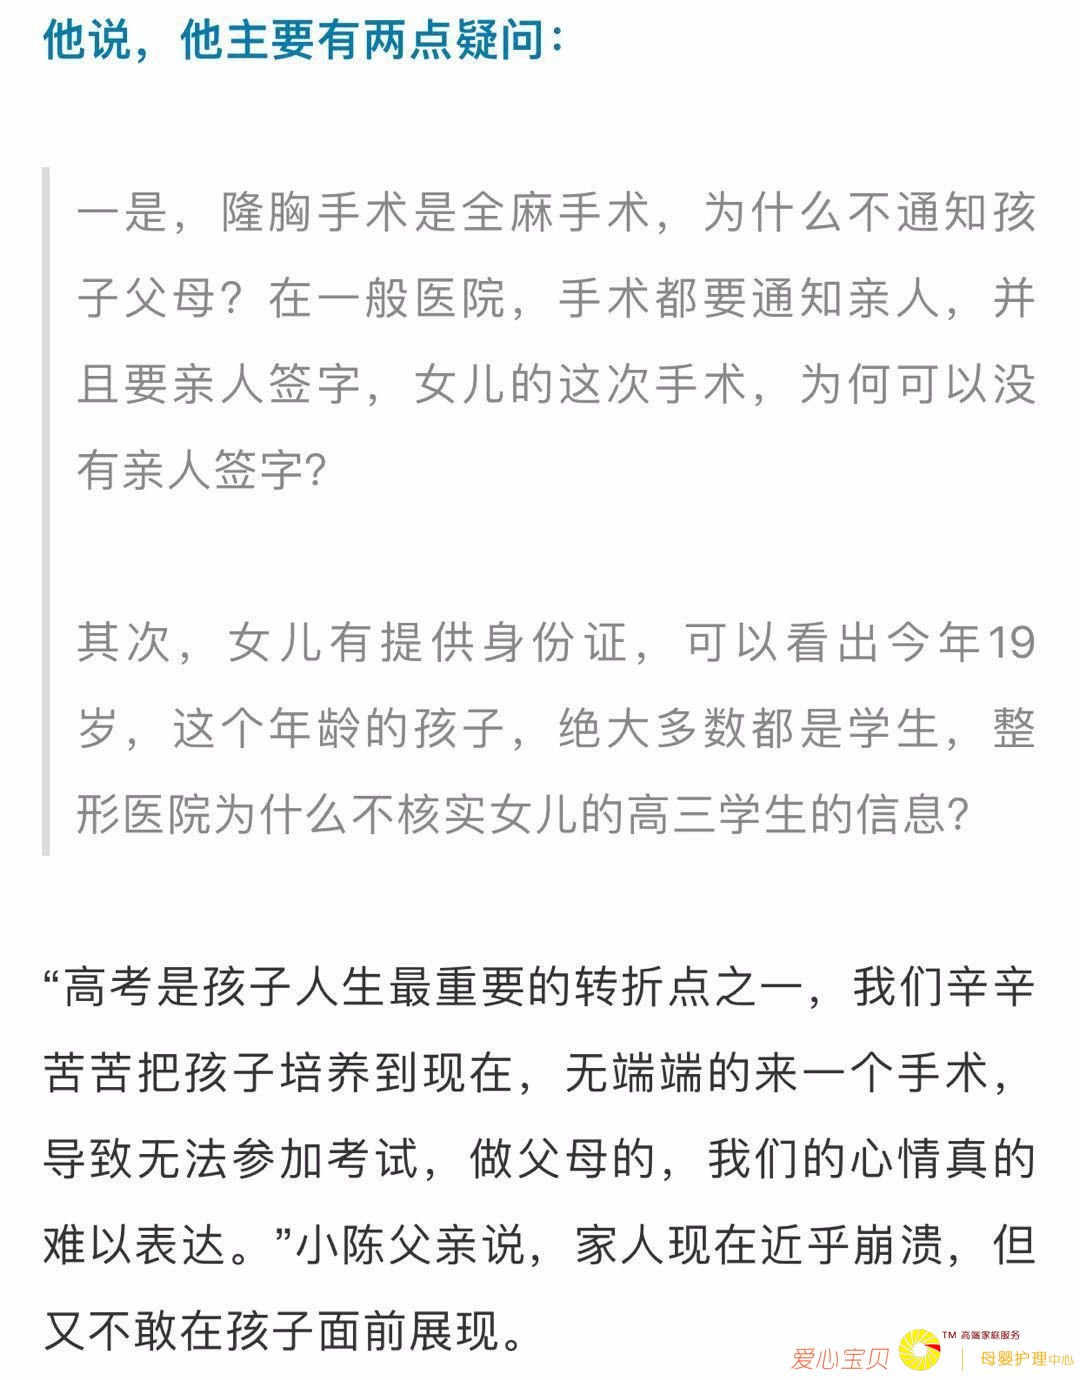 他说，他主要有两点疑问：
一是，隆胸手术是全麻手术，为什么不通知孩
子父母？在一般医院，手术都要通知亲人，并
且要亲人签字，女儿的这次手术，为何可以没
有亲人签字？
其次，女儿有提供身份证，可以看出今年19
岁，这个年龄的孩子，绝大多数都是学生，整
形医院为什么不核实女儿的高三学生的信息？
“高考是孩子人生最重要的转折点之一，我们辛辛
苦苦把孩子培养到现在，无端端的来一个手术，
导致无法参加考试，做父母的，我们的心情真的
难以表达。”小陈父亲说，家人现在近乎崩溃，但
又不敢在孩子面前展现。
爱心宝贝 TM 高端家庭服务
母婴护理中心